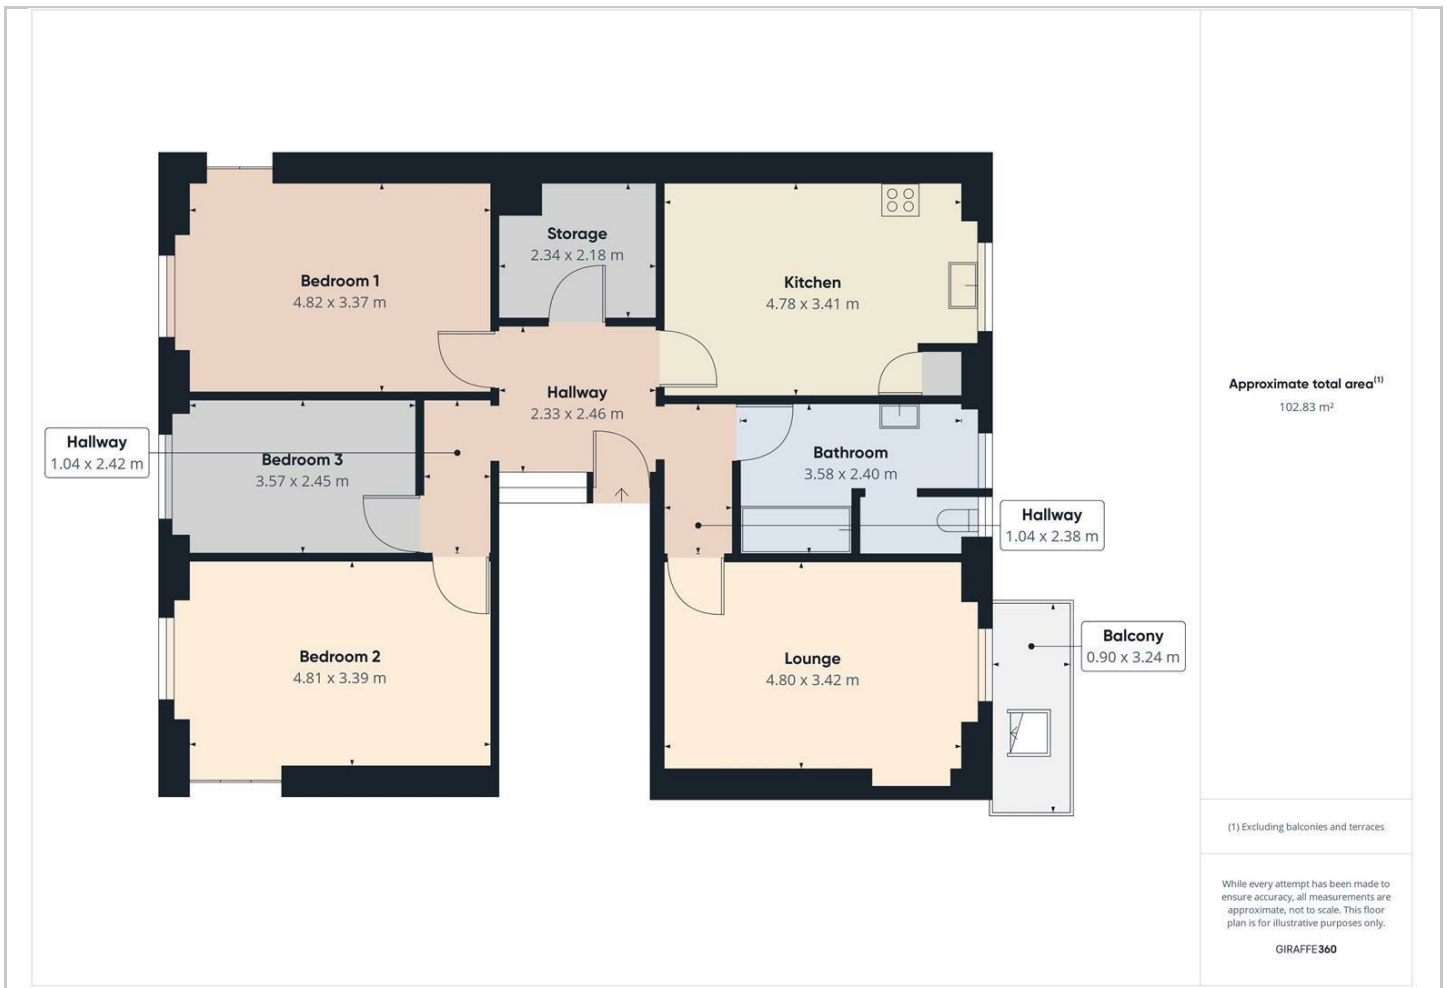 Bedroom 1
4.82 x 3.37 m
Storage
2.34 x 2.18 m
Kitchen
4.78 x 3.41 m
Hallway
2.33 x 2.46 m
Hallway
1.04 x 2.42 m
Bedroom 3
3.57 x 2.45 m
Bathroom
3.58 x 2.40 m
Hallway
1.04 x 2.38 m
Bedroom 2
4.81 x 3.39 m
Lounge
4.80 x 3.42 m
Balcony
0.90 x 3.24 m
Approximate total area(1)
102.83 m²
(1) Excluding balconies and terraces
While every attempt has been made to
ensure accuracy, all measurements are
approximate, not to scale. This floor
plan is for illustrative purposes only.
GIRAFFE360